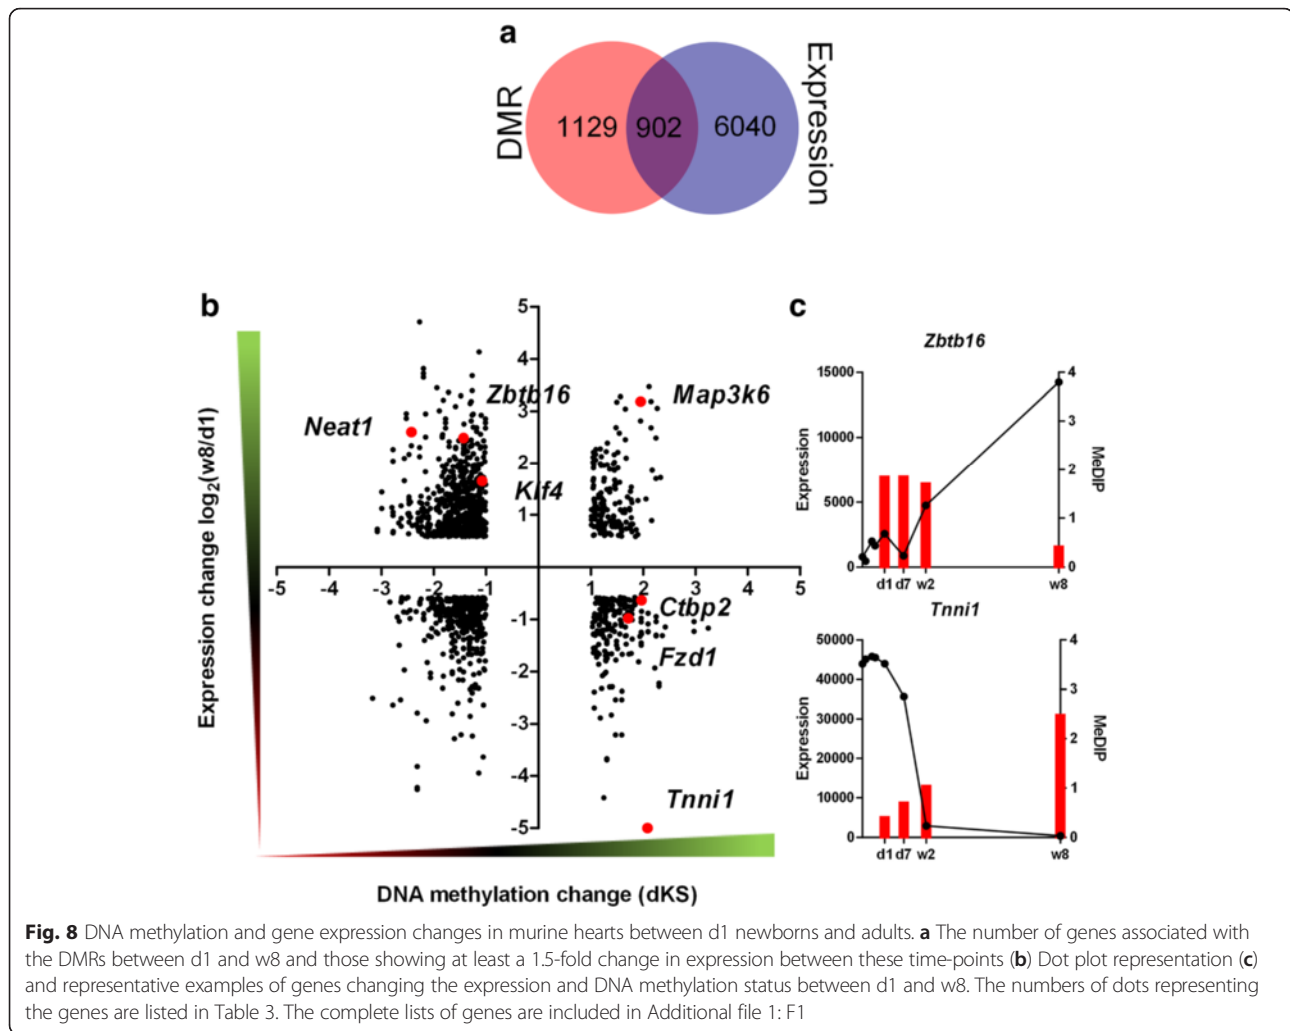 a
DMR
1129 902 6040
Expression
b
Expression change log2(w8/d1)
5
4
3
2
1
-5 -4 -3 -2 -1 1 2 3 4 5
-1
-2
-3
-4
-5
Neat1
Zbtb16
Klf4
Map3k6
Ctbp2
Fzd1
Tnni1
DNA methylation change (dKS)
c
Zbtb16
Expression
15000
10000
5000
0
4
3
2
1
0
MeDIP
d1 d7 w2 w8
Tnni1
Expression
50000
40000
30000
20000
10000
0
4
3
2
1
0
MeDIP
d1 d7 w2 w8
Fig. 8 DNA methylation and gene expression changes in murine hearts between d1 newborns and adults. a The number of genes associated with
the DMRs between d1 and w8 and those showing at least a 1.5-fold change in expression between these time-points (b) Dot plot representation (c)
and representative examples of genes changing the expression and DNA methylation status between d1 and w8. The numbers of dots representing
the genes are listed in Table 3. The complete lists of genes are included in Additional file 1: F1